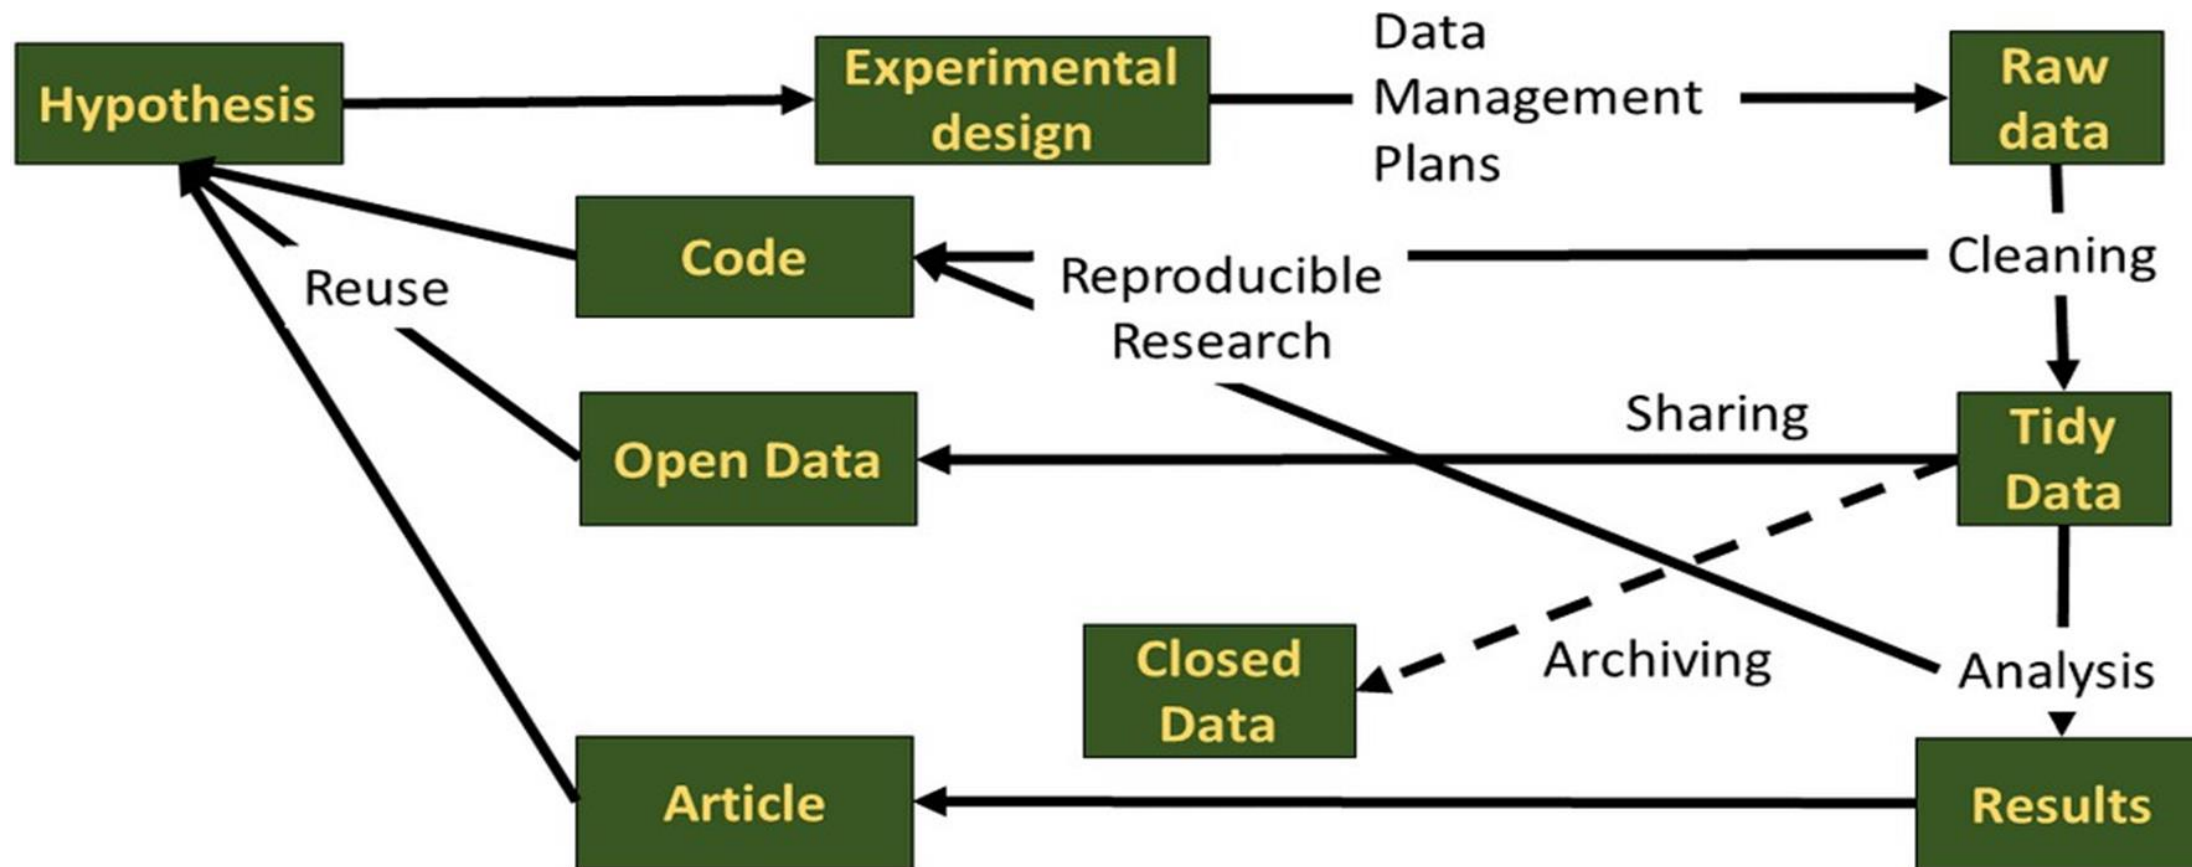 Hypothesis
Experimental
design
Data
Management
Plans
Raw
data
Code
Reproducible
Research
Cleaning
Reuse
Open Data
Sharing
Tidy
Data
Closed
Data
Archiving
Analysis
Article
Results